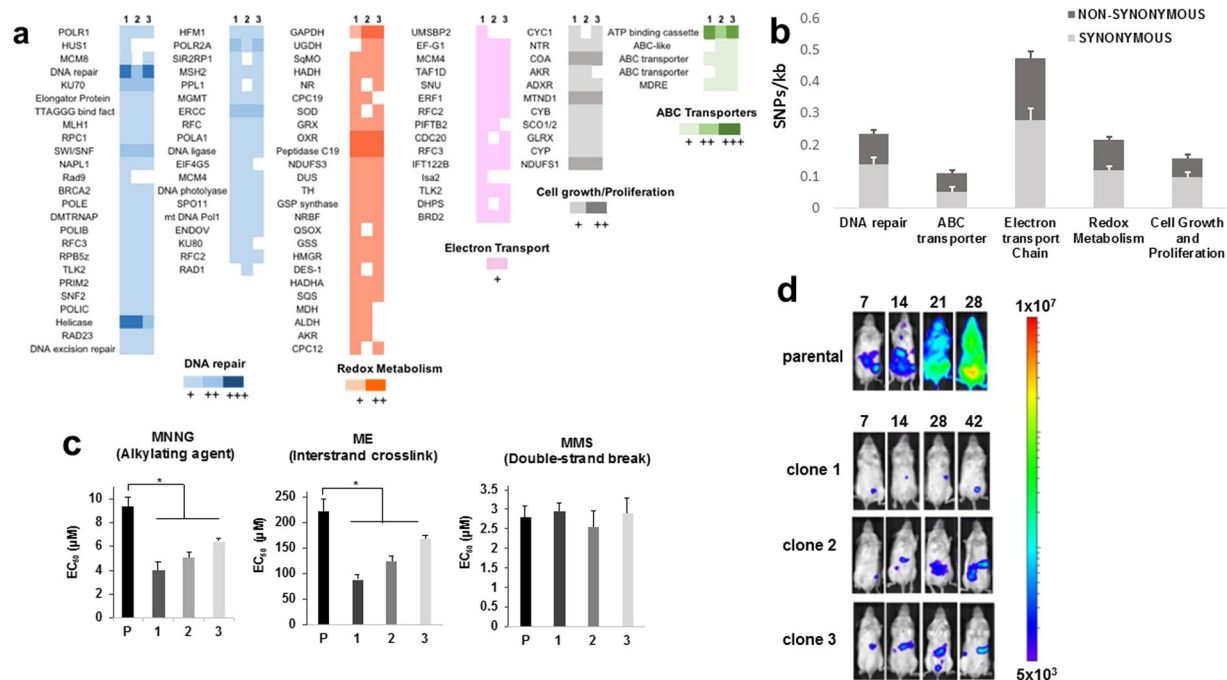 a
1 2 3
POLR1
HUS1
MCM8
DNA repair
KU70
Elongator Protein
TTAGGG bind fact
MLH1
RPC1
SWI/SNF
NAPL1
Rad9
BRCA2
POLE
DMTRNAP
POLIB
RFC3
RPB5z
TLK2
PRIM2
SNF2
POLIC
Helicase
RAD23
DNA excision repair
1 2 3
HFM1
POLR2A
SIR2RP1
MSH2
PPL1
MGMT
ERCC
RFC
POLA1
DNA ligase
EIF4G5
MCM4
DNA photolyase
SPO11
mt DNA Pol1
ENDOV
KU80
RFC2
RAD1
DNA repair
+ ++ +++
1 2 3
GAPDH
UGDH
SqMO
HADH
NR
CPC19
SOD
GRX
OXR
Peptidase C19
NDUFS3
DUS
TH
GSP synthase
NRBF
QSOX
GSS
HMGR
DES-1
HADHA
SQS
MDH
ALDH
AKR
CPC12
Redox Metabolism
+ ++
1 2 3
UMSBP2
EF-G1
MCM4
TAF1D
SNU
ERF1
RFC2
PIFTB2
CDC20
RFC3
IFT122B
Isa2
TLK2
DHPS
BRD2
Electron Transport
+
1 2 3
CYC1
NTR
COA
AKR
ADXR
MTND1
CYB
SCO1/2
GLRX
CYP
NDUFS1
Cell growth/Proliferation
+ ++
1 2 3
ATP binding cassette
ABC-like
ABC transporter
ABC transporter
MDRE
ABC Transporters
+ ++ +++
b
SNPs/kb
0.6
0.5
0.4
0.3
0.2
0.1
0
NON-SYNONYMOUS
SYNONYMOUS
DNA repair
ABC
transporter
Electron
transport
Chain
Redox
Metabolism
Cell Growth
and
Proliferation
c
MNNG
(Alkylating agent)
EC50 (µM)
10
8
6
4
2
0
*
P 1 2 3
ME
(Interstrand crosslink)
EC50 (µM)
250
200
150
100
50
0
*
P 1 2 3
MMS
(Double-strand break)
EC50 (µM)
3.5
3
2.5
2
1.5
1
0.5
0
P 1 2 3
d
7 14 21 28
parental
7 14 28 42
clone 1
clone 2
clone 3
1x10⁷
5x10³